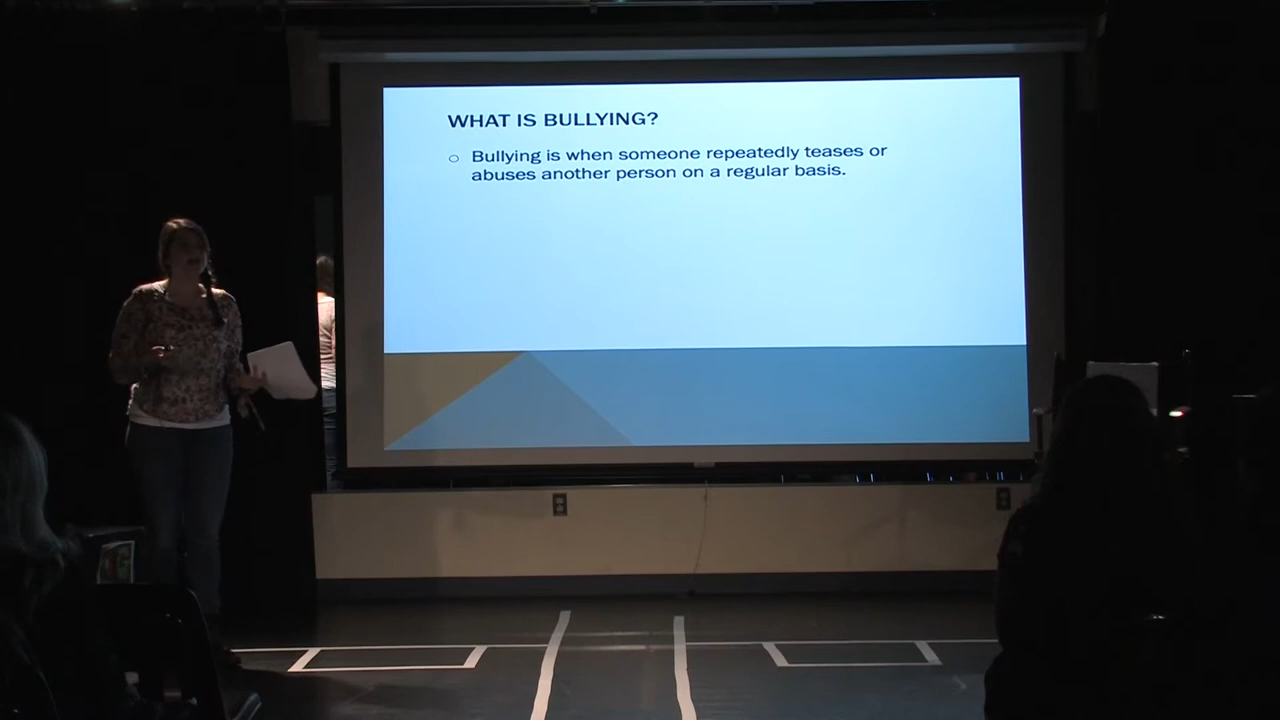 WHAT IS BULLYING?
Bullying is when someone repeatedly teases or
abuses another person on a regular basis.